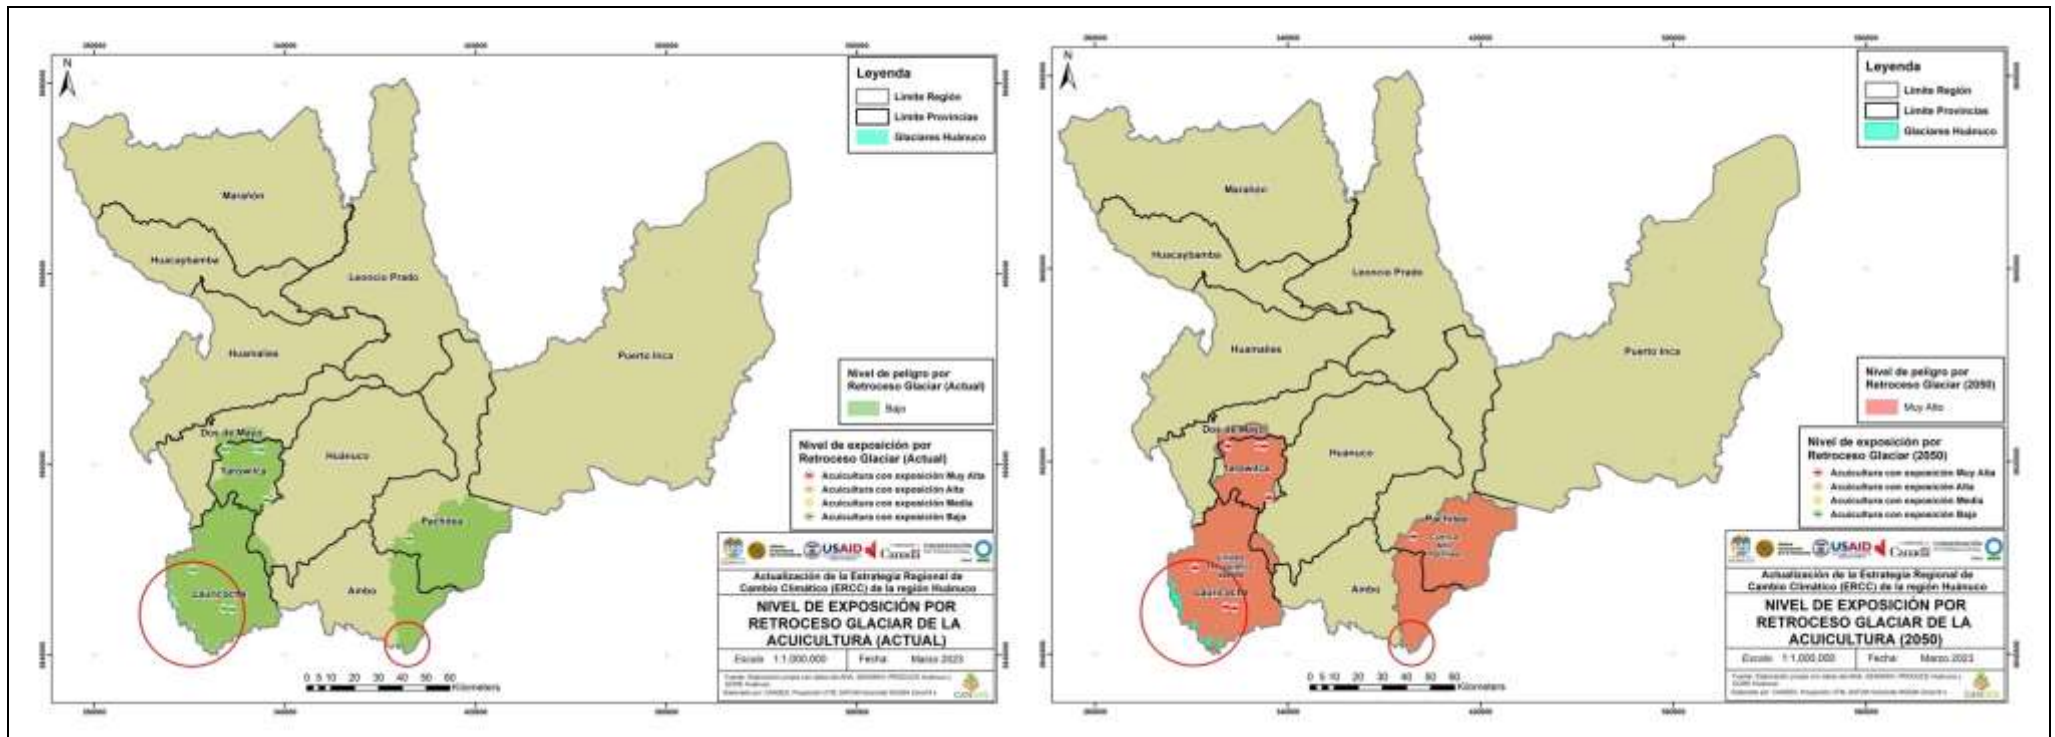 N
Leyenda
Limite Región
Limite Provincias
Glaciares Huánuco
Marañón
Huacaybamba
Leoncio Prado
Huamalies
Puerto Inca
Dos de Mayo
Yarowilca
Huánuco
Pachitea
Lauricocha
Ambo
Nivel de peligro por
Retroceso Glaciar (Actual)
Bajo
Nivel de exposición por
Retroceso Glaciar (Actual)
Acuicultura con exposición Muy Alta
Acuicultura con exposición Alta
Acuicultura con exposición Media
Acuicultura con exposición Baja
USAID
Canada
Actualización de la Estrategia Regional de
Cambio Climático (ERCC) de la región Huánuco
NIVEL DE EXPOSICIÓN POR
RETROCESO GLACIAR DE LA
ACUICULTURA (ACTUAL)
Escala 1:1,000,000 Fecha: Marzo 2023
0 5 10 20 30 40 50 60
Kilometers
N
Leyenda
Limite Región
Limite Provincias
Glaciares Huánuco
Marañón
Huacaybamba
Leoncio Prado
Huamalies
Puerto Inca
Dos de Mayo
Yarowilca
Huánuco
Pachitea
Lauricocha
Ambo
Nivel de peligro por
Retroceso Glaciar (2050)
Muy Alto
Nivel de exposición por
Retroceso Glaciar (2050)
Acuicultura con exposición Muy Alta
Acuicultura con exposición Alta
Acuicultura con exposición Media
Acuicultura con exposición Baja
USAID
Canada
Actualización de la Estrategia Regional de
Cambio Climático (ERCC) de la región Huánuco
NIVEL DE EXPOSICIÓN POR
RETROCESO GLACIAR DE LA
ACUICULTURA (2050)
Escala 1:1,000,000 Fecha: Marzo 2023
0 5 10 20 30 40 50 60
Kilometers